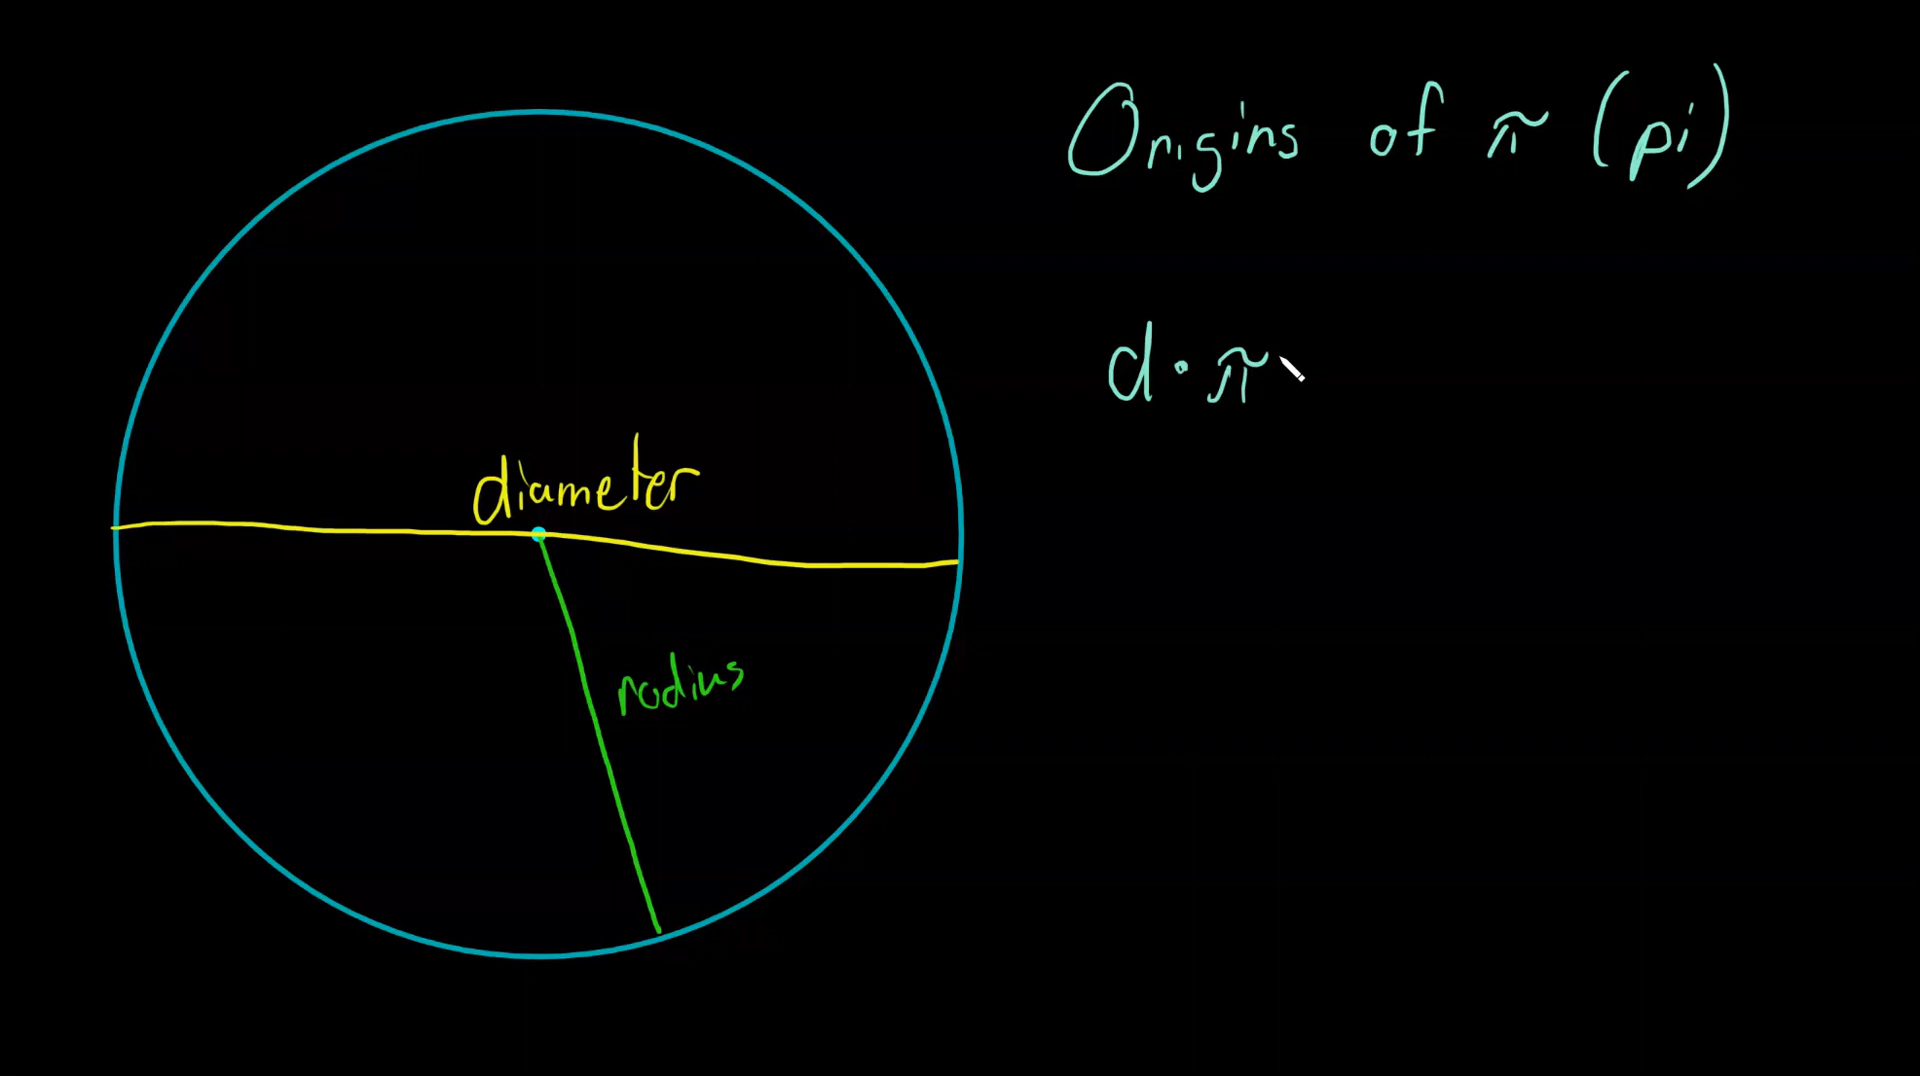 Origins of π (pi)
d · π
diameter
radius